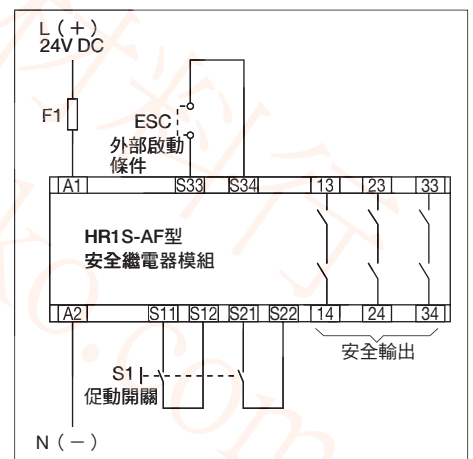 L（+）
24V DC
F1
ESC
外部啟動
條件
A1 S33 S34 13 23 33
HR1S-AF型
安全繼電器模組
A2 S11 S12 S21 S22 14 24 34
安全輸出
S1
促動開關
N（－）